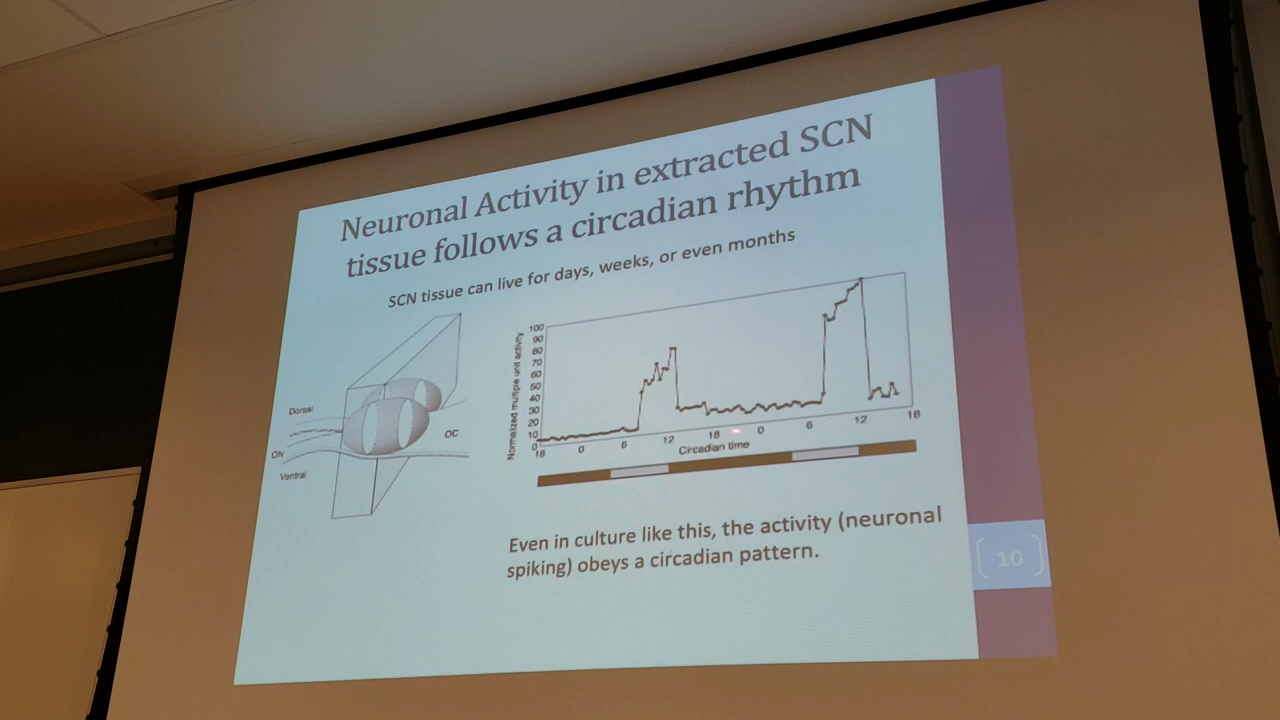 Neuronal Activity in extracted SCN
tissue follows a circadian rhythm
SCN tissue can live for days, weeks, or even months
Dorsal
ON
OC
Ventral
Normalized multiple unit activity
100
90
80
70
60
50
40
30
20
10
0
18 0 6 12 18 0 6 12 18
Circadian time
Even in culture like this, the activity (neuronal
spiking) obeys a circadian pattern.
10